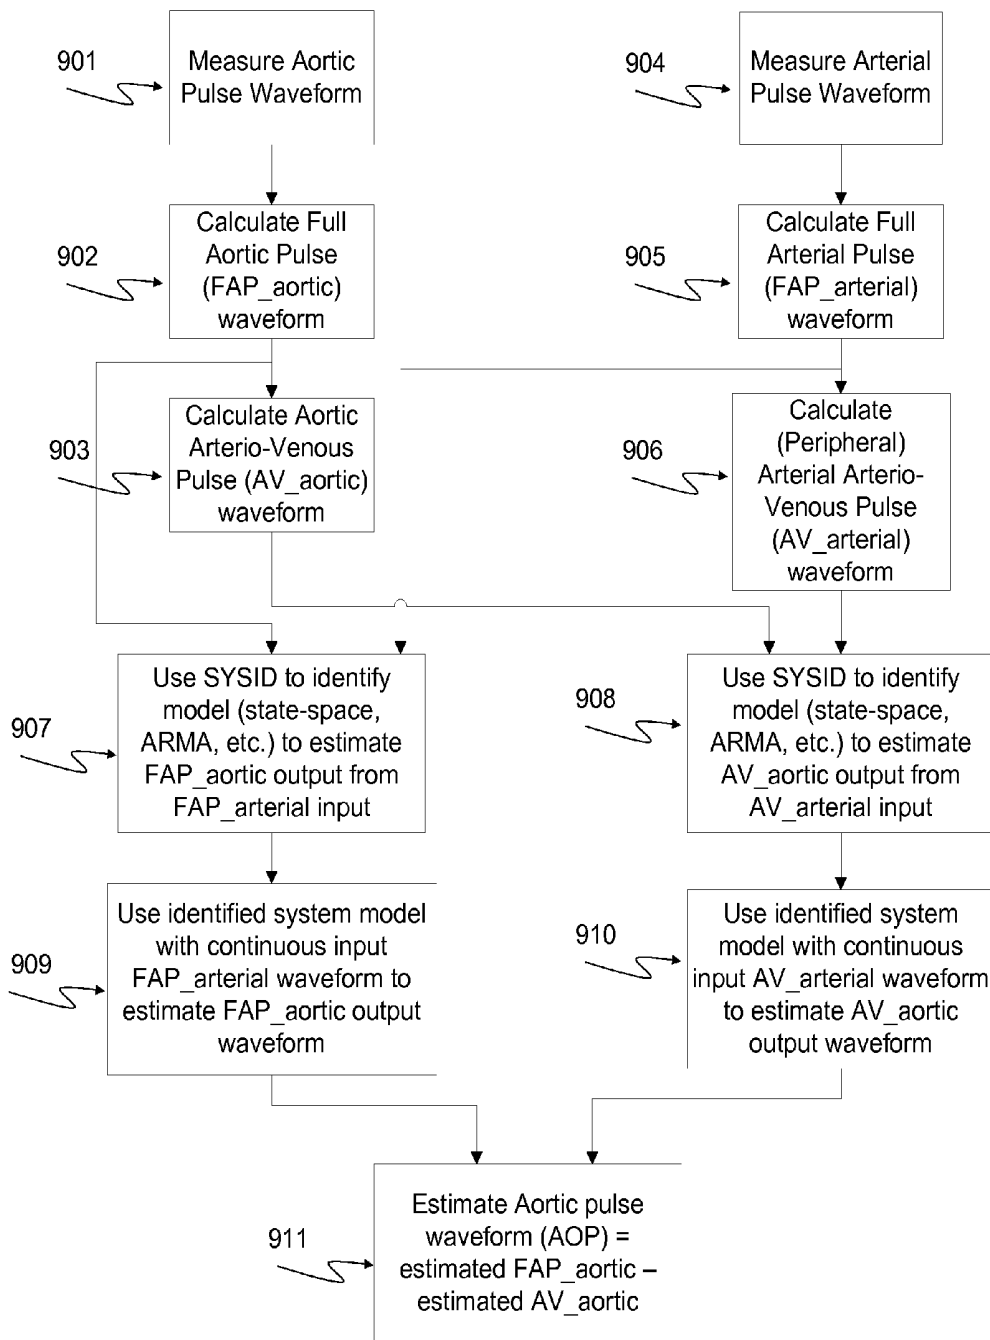 901
Measure Aortic
Pulse Waveform
904
Measure Arterial
Pulse Waveform
902
Calculate Full
Aortic Pulse
(FAP_aortic)
waveform
905
Calculate Full
Arterial Pulse
(FAP_arterial)
waveform
903
Calculate Aortic
Arterio-Venous
Pulse (AV_aortic)
waveform
906
Calculate
(Peripheral)
Arterial Arterio-
Venous Pulse
(AV_arterial)
waveform
907
Use SYSID to identify
model (state-space,
ARMA, etc.) to estimate
FAP_aortic output from
FAP_arterial input
908
Use SYSID to identify
model (state-space,
ARMA, etc.) to estimate
AV_aortic output from
AV_arterial input
909
Use identified system model
with continuous input
FAP_arterial waveform to
estimate FAP_aortic output
waveform
910
Use identified system
model with continuous
input AV_arterial waveform
to estimate AV_aortic
output waveform
911
Estimate Aortic pulse
waveform (AOP) =
estimated FAP_aortic –
estimated AV_aortic